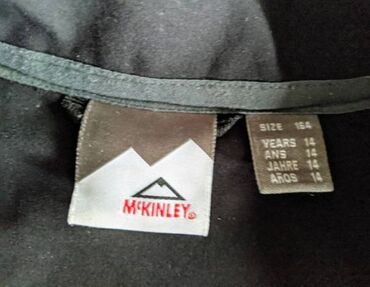 McKINLEY®
SIZE 164
YEARS 14
ANS 14
JAHRE 14
AÑOS 14